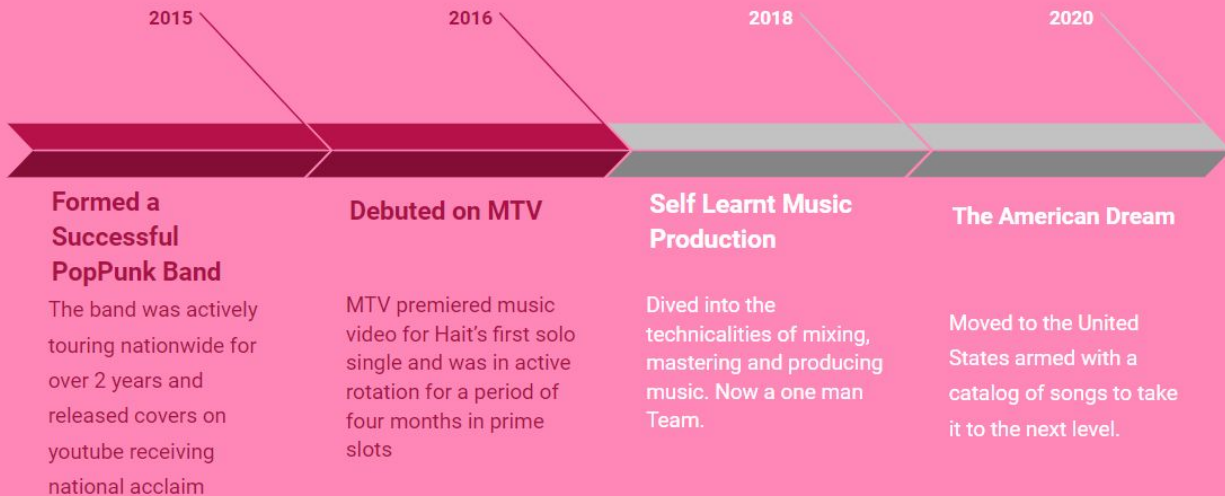 2015
2016
2018
2020
Formed a
Successful
PopPunk Band
The band was actively
touring nationwide for
over 2 years and
released covers on
youtube receiving
national acclaim
Debuted on MTV
MTV premiered music
video for Hait's first solo
single and was in active
rotation for a period of
four months in prime
slots
Self Learnt Music
Production
Dived into the
technicalities of mixing,
mastering and producing
music. Now a one man
Team.
The American Dream
Moved to the United
States armed with a
catalog of songs to take
it to the next level.